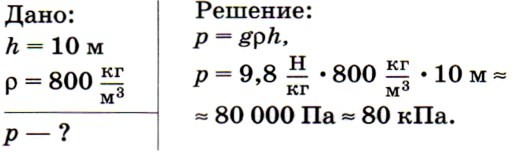 Дано:
h = 10 м
ρ = 800 кг/м³
p — ?
Решение:
p = gρh,
p = 9,8 Н/кг · 800 кг/м³ · 10 м ≈
≈ 80 000 Па ≈ 80 кПа.